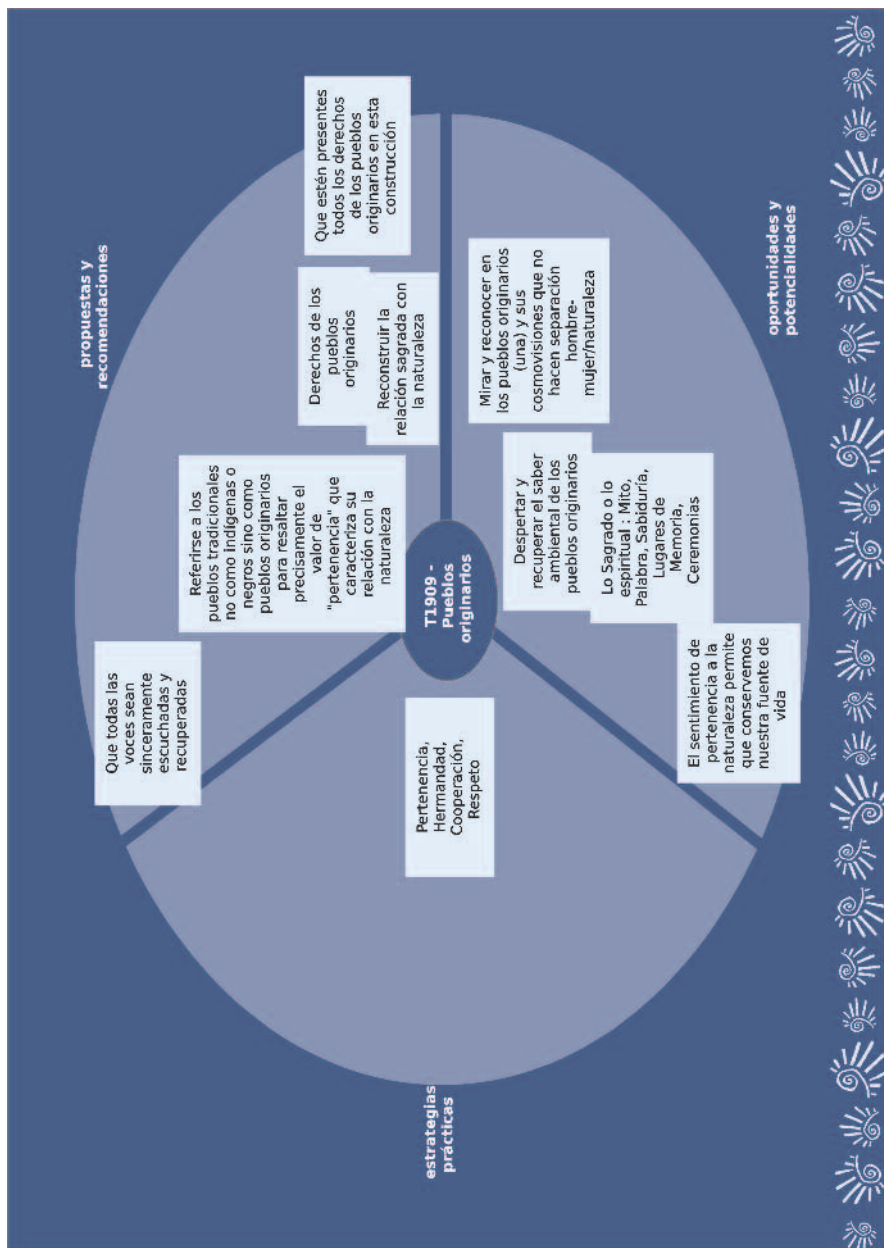 propuestas y
recomendaciones
Que todas las
voces sean
sinceramente
escuchadas y
recuperadas
Referirse a los
pueblos tradicionales
no como indígenas o
negros sino como
pueblos originarios
para resaltar
precisamente el
valor de
"pertenencia" que
caracteriza su
relación con la
naturaleza
Derechos de los
pueblos
originarios
Reconstruir la
relación sagrada con
la naturaleza
Que estén presentes
todos los derechos
de los pueblos
originarios en esta
construcción
estrategias
prácticas
Pertenencia,
Hermandad,
Cooperación,
Respeto
T1909 -
Pueblos
originarios
Mirar y reconocer en
los pueblos originarios
(una) y sus
cosmovisiones que no
hacen separación
hombre-
mujer/naturaleza
Despertar y
recuperar el saber
ambiental de los
pueblos originarios
Lo Sagrado o lo
espiritual : Mito,
Palabra, Sabiduría,
Lugares de
Memoria,
Ceremonias
El sentimiento de
pertenencia a la
naturaleza permite
que conservemos
nuestra fuente de
vida
oportunidades y
potencialidades